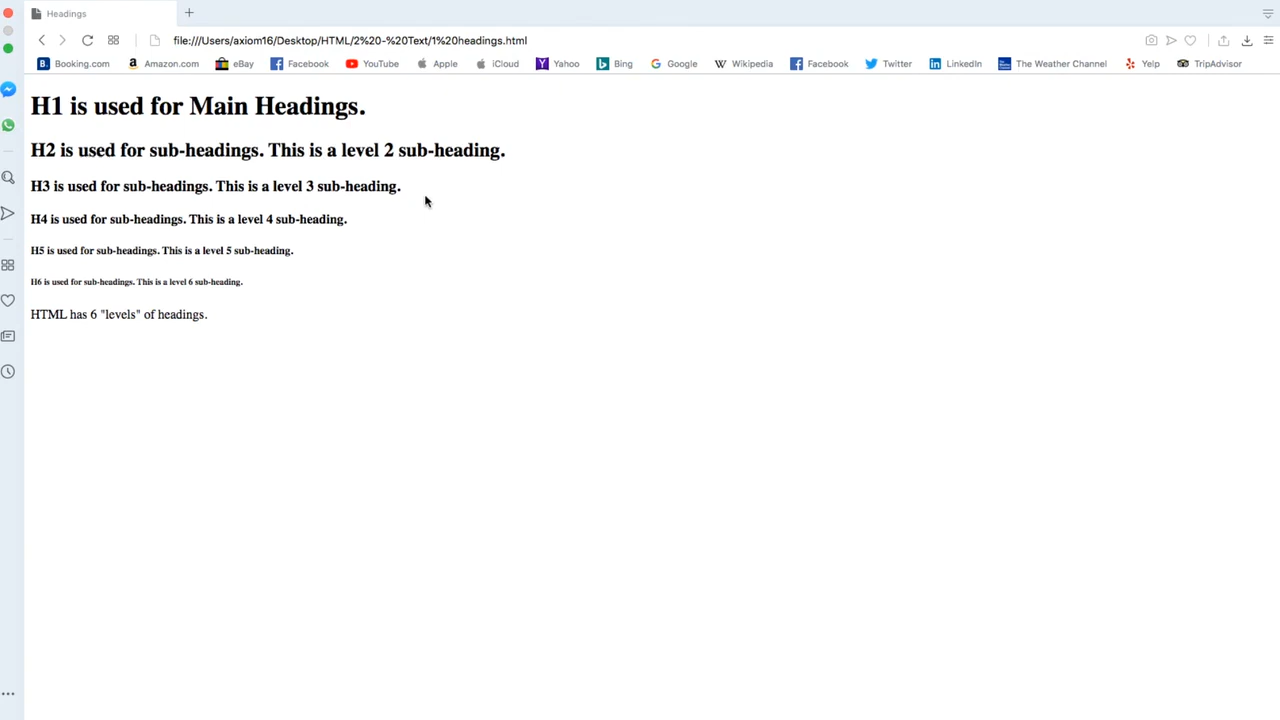 Headings
file:///Users/axiom16/Desktop/HTML/2%20-%20Text/1%20headings.html
Booking.com Amazon.com eBay Facebook YouTube Apple iCloud Yahoo Bing Google Wikipedia Facebook Twitter LinkedIn The Weather Channel Yelp TripAdvisor
H1 is used for Main Headings.
H2 is used for sub-headings. This is a level 2 sub-heading.
H3 is used for sub-headings. This is a level 3 sub-heading.
H4 is used for sub-headings. This is a level 4 sub-heading.
H5 is used for sub-headings. This is a level 5 sub-heading.
H6 is used for sub-headings. This is a level 6 sub-heading.
HTML has 6 "levels" of headings.